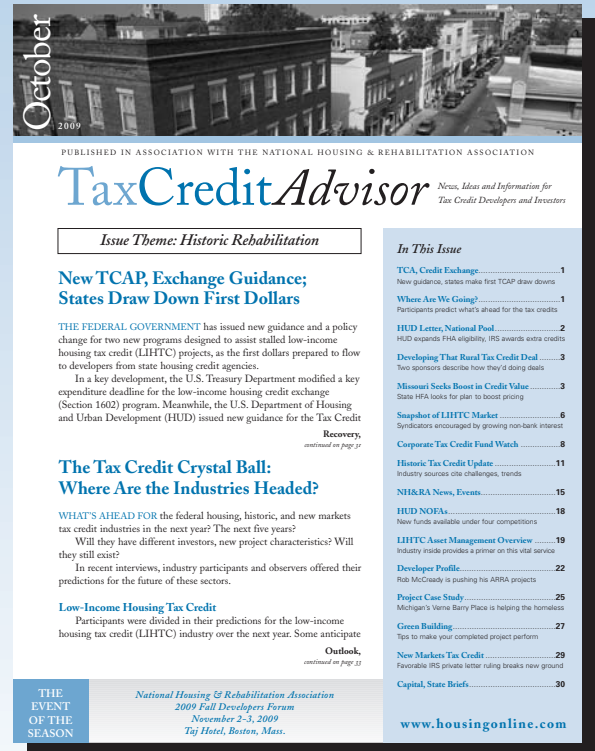 October
2009
PUBLISHED IN ASSOCIATION WITH THE NATIONAL HOUSING & REHABILITATION ASSOCIATION
TaxCreditAdvisor
News, Ideas and Information for
Tax Credit Developers and Investors
Issue Theme: Historic Rehabilitation
New TCAP, Exchange Guidance;
States Draw Down First Dollars
THE FEDERAL GOVERNMENT has issued new guidance and a policy
change for two new programs designed to assist stalled low-income
housing tax credit (LIHTC) projects, as the first dollars prepared to flow
to developers from state housing credit agencies.
In a key development, the U.S. Treasury Department modified a key
expenditure deadline for the low-income housing credit exchange
(Section 1602) program. Meanwhile, the U.S. Department of Housing
and Urban Development (HUD) issued new guidance for the Tax Credit
Recovery,
continued on page 31
The Tax Credit Crystal Ball:
Where Are the Industries Headed?
WHAT'S AHEAD FOR the federal housing, historic, and new markets
tax credit industries in the next year? The next five years?
Will they have different investors, new project characteristics? Will
they still exist?
In recent interviews, industry participants and observers offered their
predictions for the future of these sectors.
Low-Income Housing Tax Credit
Participants were divided in their predictions for the low-income
housing tax credit (LIHTC) industry over the next year. Some anticipate
Outlook,
continued on page 33
In This Issue
TCA, Credit Exchange..............................1
New guidance, states make first TCAP draw downs
Where Are We Going?..............................1
Participants predict what's ahead for the tax credits
HUD Letter, National Pool........................2
HUD expands FHA eligibility, IRS awards extra credits
Developing That Rural Tax Credit Deal ........3
Two sponsors describe how they'd doing deals
Missouri Seeks Boost in Credit Value ...........3
State HFA looks for plan to boost pricing
Snapshot of LIHTC Market ......................6
Syndicators encouraged by growing non-bank interest
Corporate Tax Credit Fund Watch ..............8
Historic Tax Credit Update ......................11
Industry sources cite challenges, trends
NH&RA News, Events............................15
HUD NOFAs........................................18
New funds available under four competitions
LIHTC Asset Management Overview ........19
Industry inside provides a primer on this vital service
Developer Profile..................................22
Rob McCready is pushing his ARRA projects
Project Case Study................................25
Michigan's Verne Barry Place is helping the homeless
Green Building.....................................27
Tips to make your completed project perform
New Markets Tax Credit .........................29
Favorable IRS private letter ruling breaks new ground
Capital, State Briefs...............................30
www.housingonline.com
THE
EVENT
OF THE
SEASON
National Housing & Rehabilitation Association
2009 Fall Developers Forum
November 2-3, 2009
Taj Hotel, Boston, Mass.